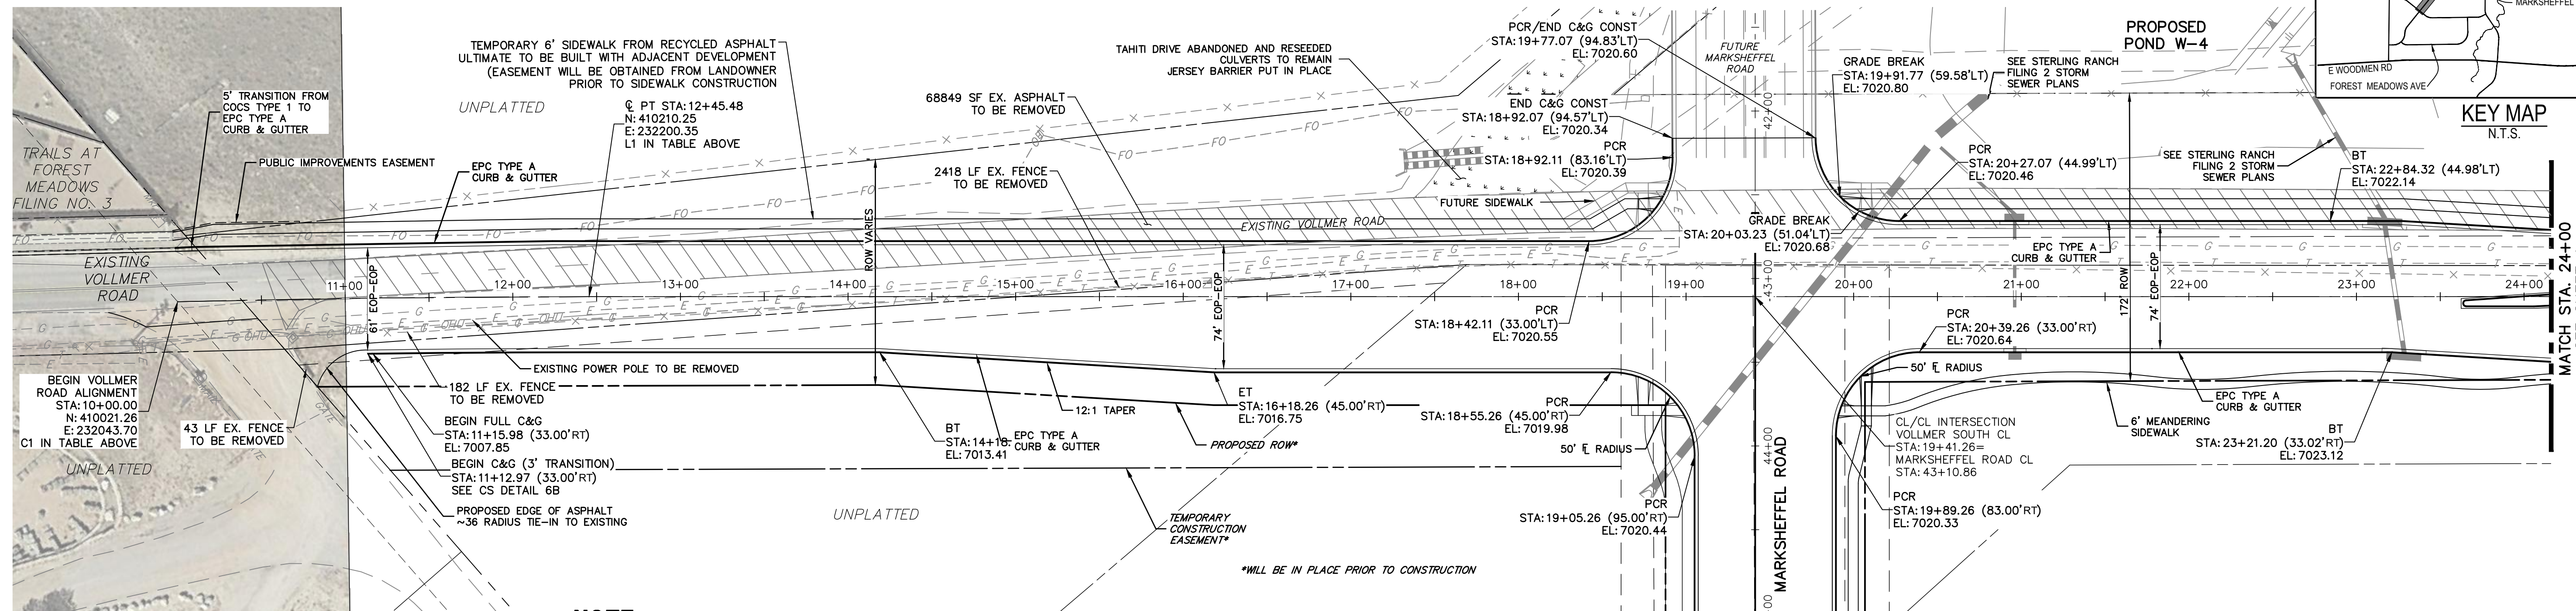 TEMPORARY 6' SIDEWALK FROM RECYCLED ASPHALT
ULTIMATE TO BE BUILT WITH ADJACENT DEVELOPMENT
(EASEMENT WILL BE OBTAINED FROM LANDOWNER
PRIOR TO SIDEWALK CONSTRUCTION
5' TRANSITION FROM
COCS TYPE 1 TO
EPC TYPE A
CURB & GUTTER
UNPLATTED
℄ PT STA:12+45.48
N: 410210.25
E: 232200.35
L1 IN TABLE ABOVE
68849 SF EX. ASPHALT
TO BE REMOVED
2418 LF EX. FENCE
TO BE REMOVED
TAHITI DRIVE ABANDONED AND RESEEDED
CULVERTS TO REMAIN
JERSEY BARRIER PUT IN PLACE
PCR/END C&G CONST
STA:19+77.07 (94.83'LT)
EL:7020.60
END C&G CONST
STA:18+92.07 (94.57'LT)
EL:7020.34
PCR
STA:18+92.11 (83.16'LT)
EL:7020.39
FUTURE SIDEWALK
FUTURE
MARKSHEFFEL
ROAD
42+00
GRADE BREAK
STA:19+91.77 (59.58'LT)
EL:7020.80
PROPOSED
POND W-4
SEE STERLING RANCH
FILING 2 STORM
SEWER PLANS
MARKSHEFFEL
E WOODMEN RD
FOREST MEADOWS AVE
KEY MAP
N.T.S.
PCR
STA:20+27.07 (44.99'LT)
EL:7020.46
SEE STERLING RANCH
FILING 2 STORM
SEWER PLANS
BT
STA:22+84.32 (44.98'LT)
EL:7022.14
TRAILS AT
FOREST
MEADOWS
FILING NO. 3
PUBLIC IMPROVEMENTS EASEMENT
EPC TYPE A
CURB & GUTTER
ROW VARIES
EXISTING VOLLMER ROAD
GRADE BREAK
STA:20+03.23 (51.04'LT)
EL:7020.68
EPC TYPE A
CURB & GUTTER
172' ROW
74' EOP-EOP
EXISTING
VOLLMER
ROAD
61' EOP-EOP
74' EOP-EOP
11+00
12+00
13+00
14+00
15+00
16+00
17+00
18+00
19+00
20+00
21+00
22+00
23+00
24+00
43+00
MATCH STA. 24+00
BEGIN VOLLMER
ROAD ALIGNMENT
STA:10+00.00
N: 410021.26
E: 232043.70
C1 IN TABLE ABOVE
43 LF EX. FENCE
TO BE REMOVED
EXISTING POWER POLE TO BE REMOVED
182 LF EX. FENCE
TO BE REMOVED
BEGIN FULL C&G
STA:11+15.98 (33.00'RT)
EL:7007.85
BEGIN C&G (3' TRANSITION)
STA:11+12.97 (33.00'RT)
SEE CS DETAIL 6B
PROPOSED EDGE OF ASPHALT
~36 RADIUS TIE-IN TO EXISTING
UNPLATTED
GATE
BT
STA:14+18.
EL:7013.41
EPC TYPE A
CURB & GUTTER
12:1 TAPER
PROPOSED ROW*
ET
STA:16+18.26 (45.00'RT)
EL:7016.75
PCR
STA:18+42.11 (33.00'LT)
EL:7020.55
PCR
STA:18+55.26 (45.00'RT)
EL:7019.98
50' ℄ RADIUS
PCR
STA:19+05.26 (95.00'RT)
EL:7020.44
UNPLATTED
TEMPORARY
CONSTRUCTION
EASEMENT*
*WILL BE IN PLACE PRIOR TO CONSTRUCTION
44+00
MARKSHEFFEL ROAD
PCR
STA:20+39.26 (33.00'RT)
EL:7020.64
50' ℄ RADIUS
CL/CL INTERSECTION
VOLLMER SOUTH CL
STA:19+41.26=
MARKSHEFFEL ROAD CL
STA:43+10.86
PCR
STA:19+89.26 (83.00'RT)
EL:7020.33
6' MEANDERING
SIDEWALK
EPC TYPE A
CURB & GUTTER
BT
STA:23+21.20 (33.02'RT)
EL:7023.12